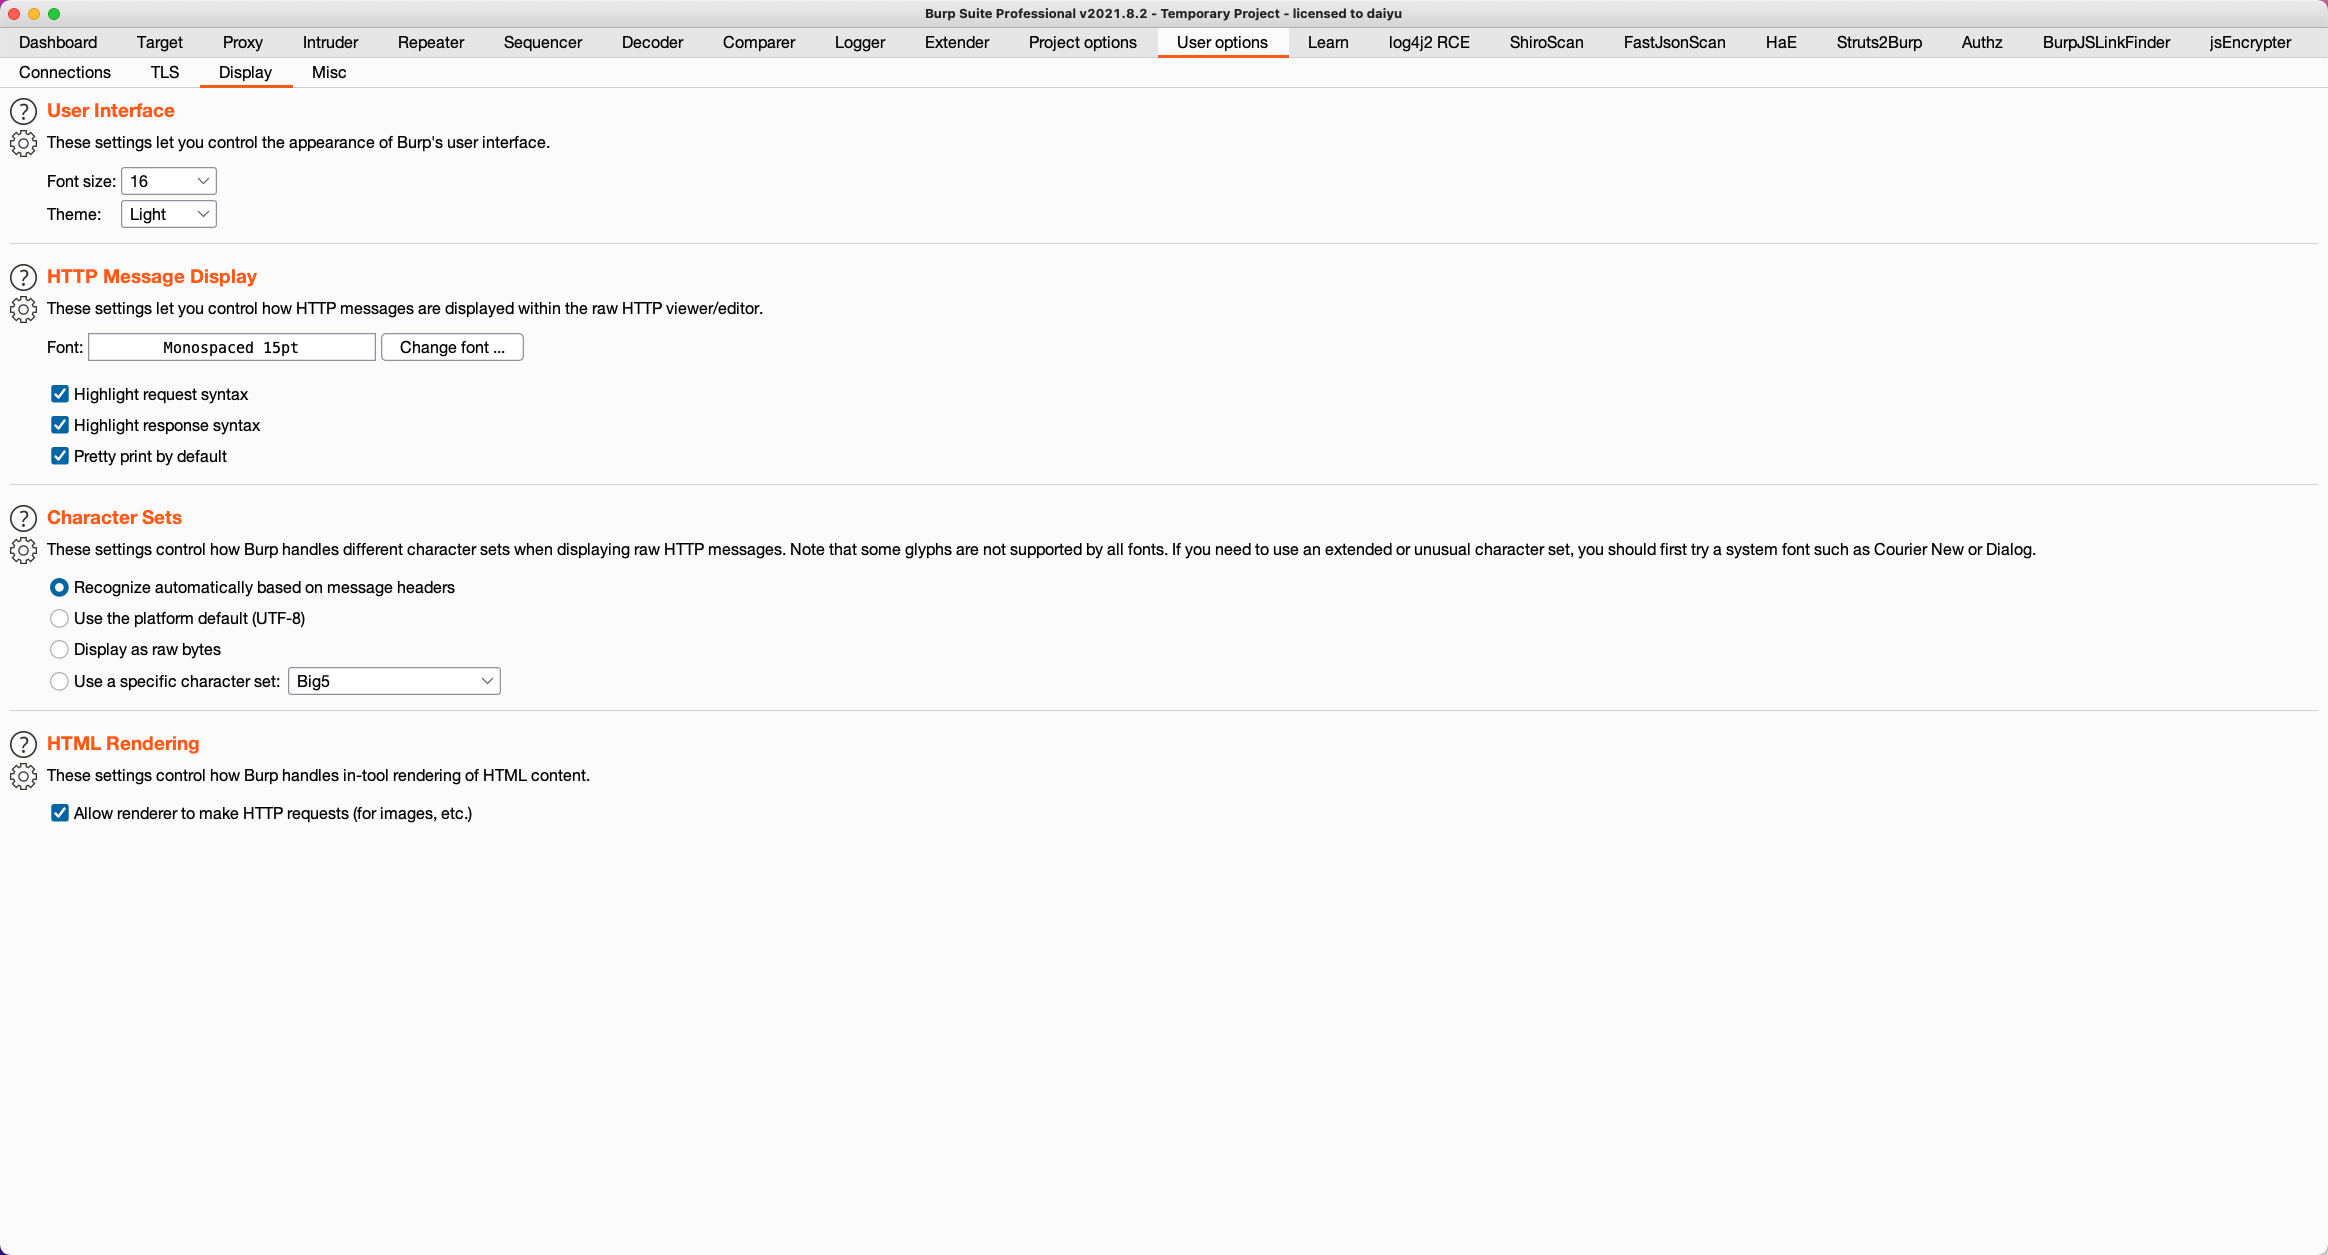 Burp Suite Professional v2021.8.2 - Temporary Project - licensed to daiyu
Dashboard Target Proxy Intruder Repeater Sequencer Decoder Comparer Logger Extender Project options User options Learn log4j2 RCE ShiroScan FastJsonScan HaE Struts2Burp Authz BurpJSLinkFinder jsEncrypter
Connections TLS Display Misc
? User Interface
These settings let you control the appearance of Burp's user interface.
Font size: 16
Theme: Light
? HTTP Message Display
These settings let you control how HTTP messages are displayed within the raw HTTP viewer/editor.
Font: Monospaced 15pt Change font ...
Highlight request syntax
Highlight response syntax
Pretty print by default
? Character Sets
These settings control how Burp handles different character sets when displaying raw HTTP messages. Note that some glyphs are not supported by all fonts. If you need to use an extended or unusual character set, you should first try a system font such as Courier New or Dialog.
Recognize automatically based on message headers
Use the platform default (UTF-8)
Display as raw bytes
Use a specific character set: Big5
? HTML Rendering
These settings control how Burp handles in-tool rendering of HTML content.
Allow renderer to make HTTP requests (for images, etc.)